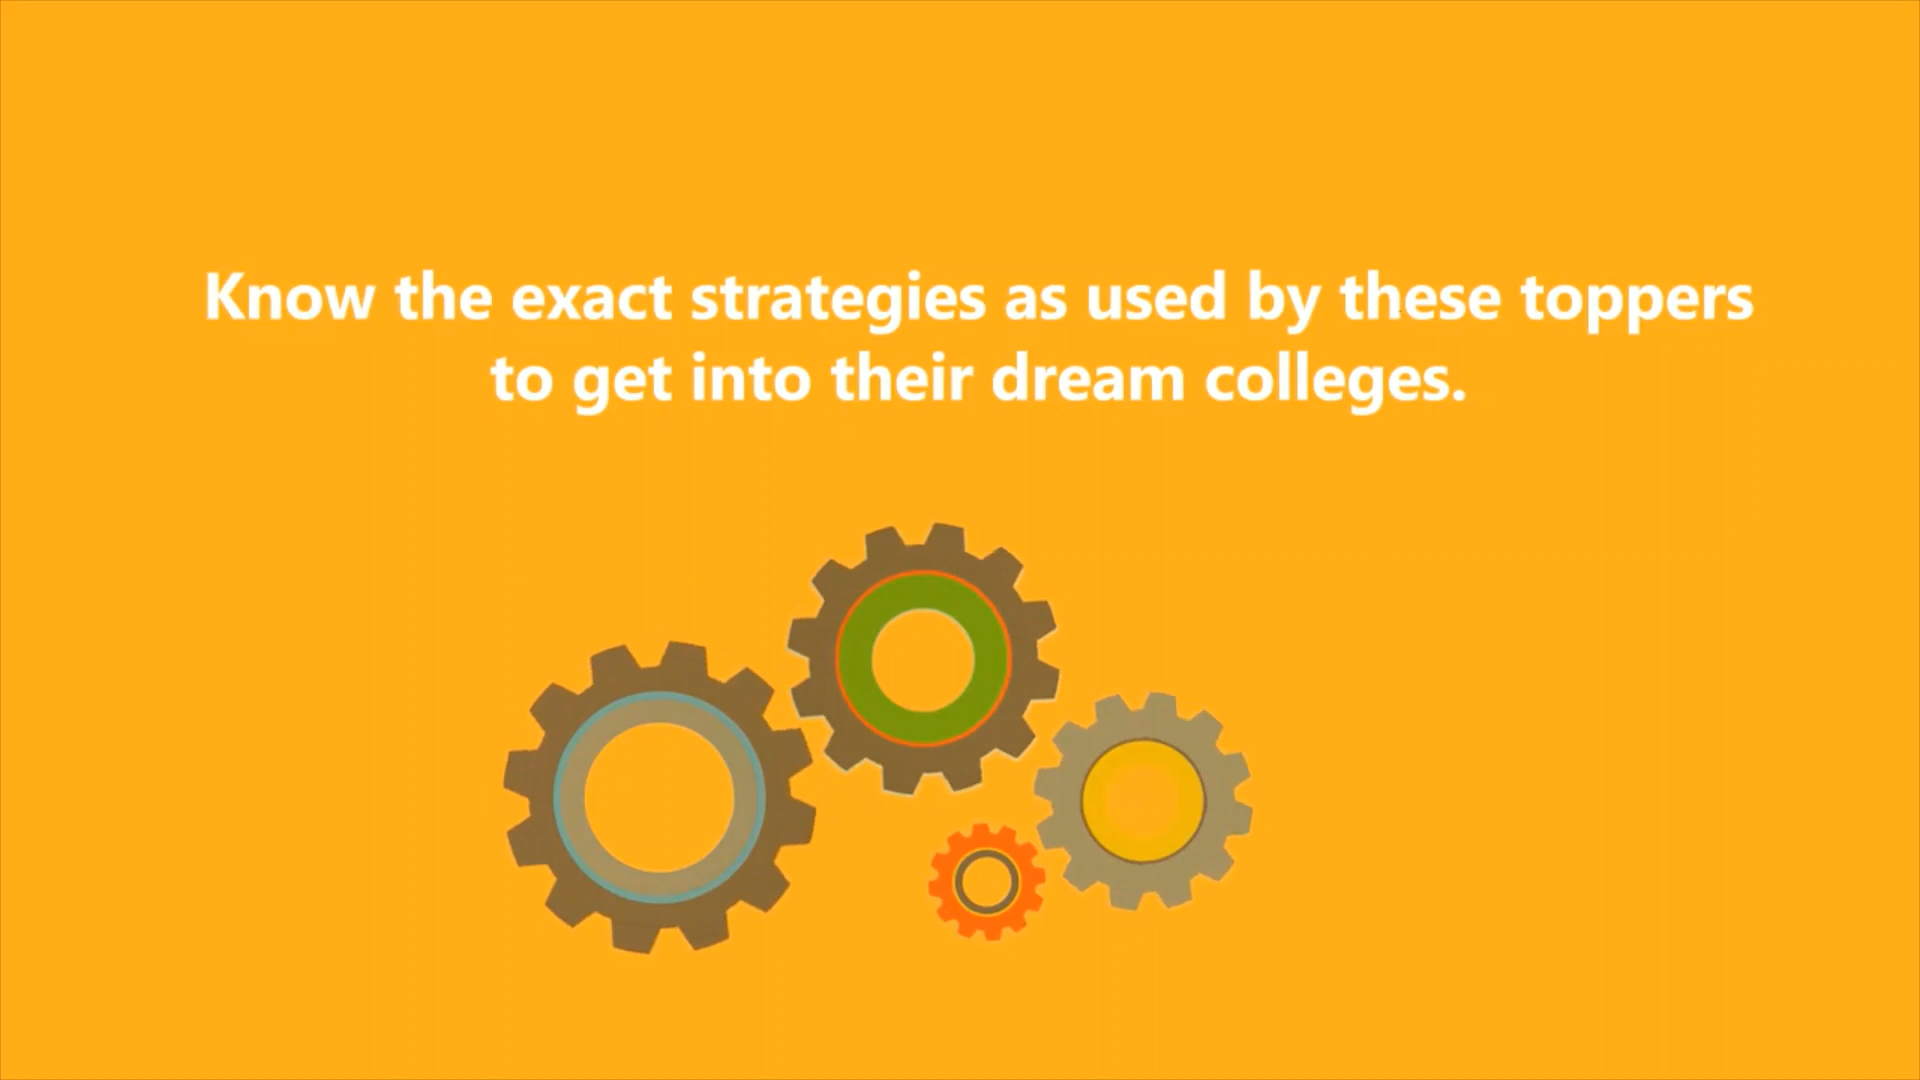 Know the exact strategies as used by these toppers
to get into their dream colleges.